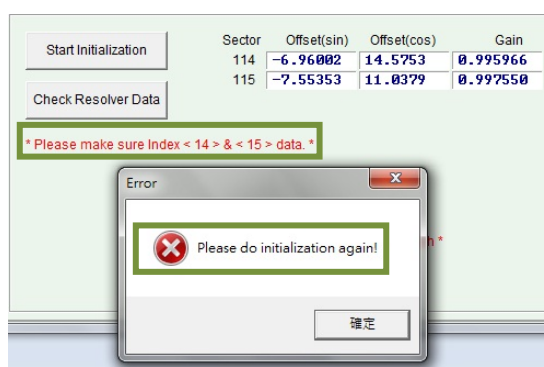 Start Initialization
Sector Offset(sin) Offset(cos) Gain
114 -6.96002 14.5753 0.995966
115 -7.55353 11.0379 0.997550
Check Resolver Data
* Please make sure Index < 14 > & < 15 > data. *
Error
Please do initialization again!
h *
確定